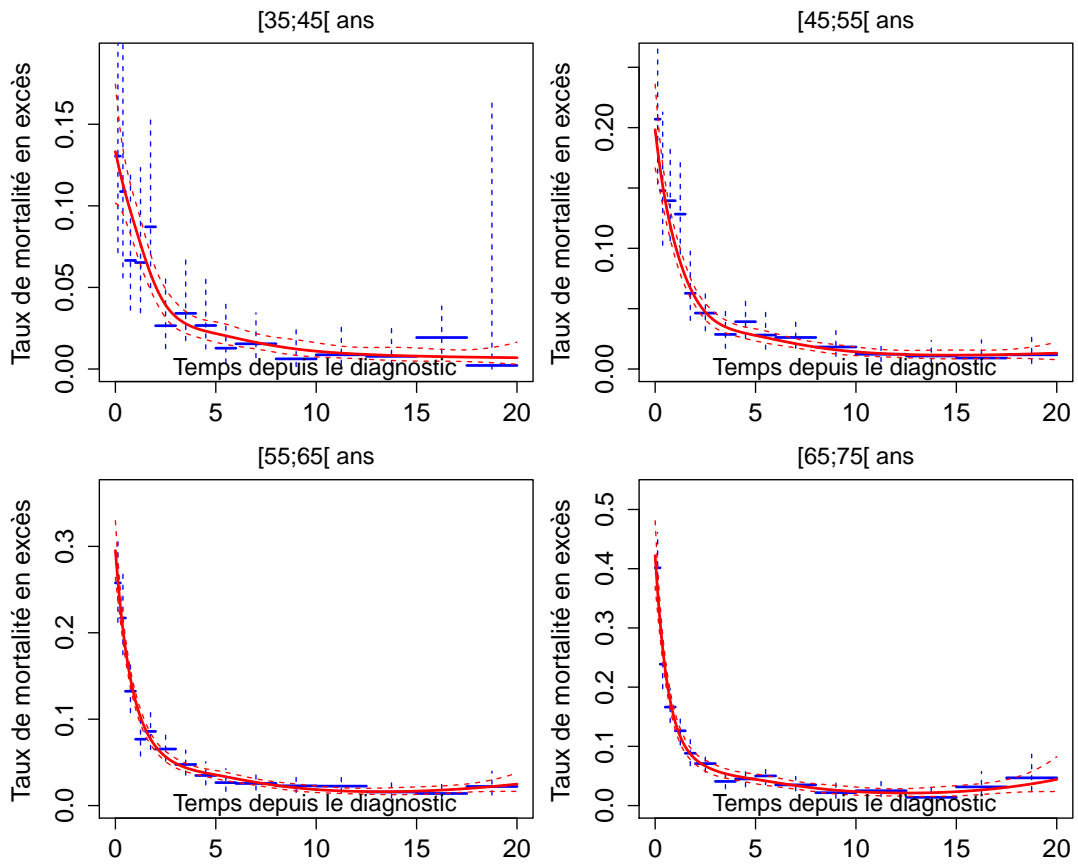 [35;45[ ans
Taux de mortalité en excès
0.00 0.05 0.10 0.15
Temps depuis le diagnostic
0 5 10 15 20
[45;55[ ans
Taux de mortalité en excès
0.00 0.10 0.20
Temps depuis le diagnostic
0 5 10 15 20
[55;65[ ans
Taux de mortalité en excès
0.0 0.1 0.2 0.3
Temps depuis le diagnostic
0 5 10 15 20
[65;75[ ans
Taux de mortalité en excès
0.0 0.1 0.2 0.3 0.4 0.5
Temps depuis le diagnostic
0 5 10 15 20